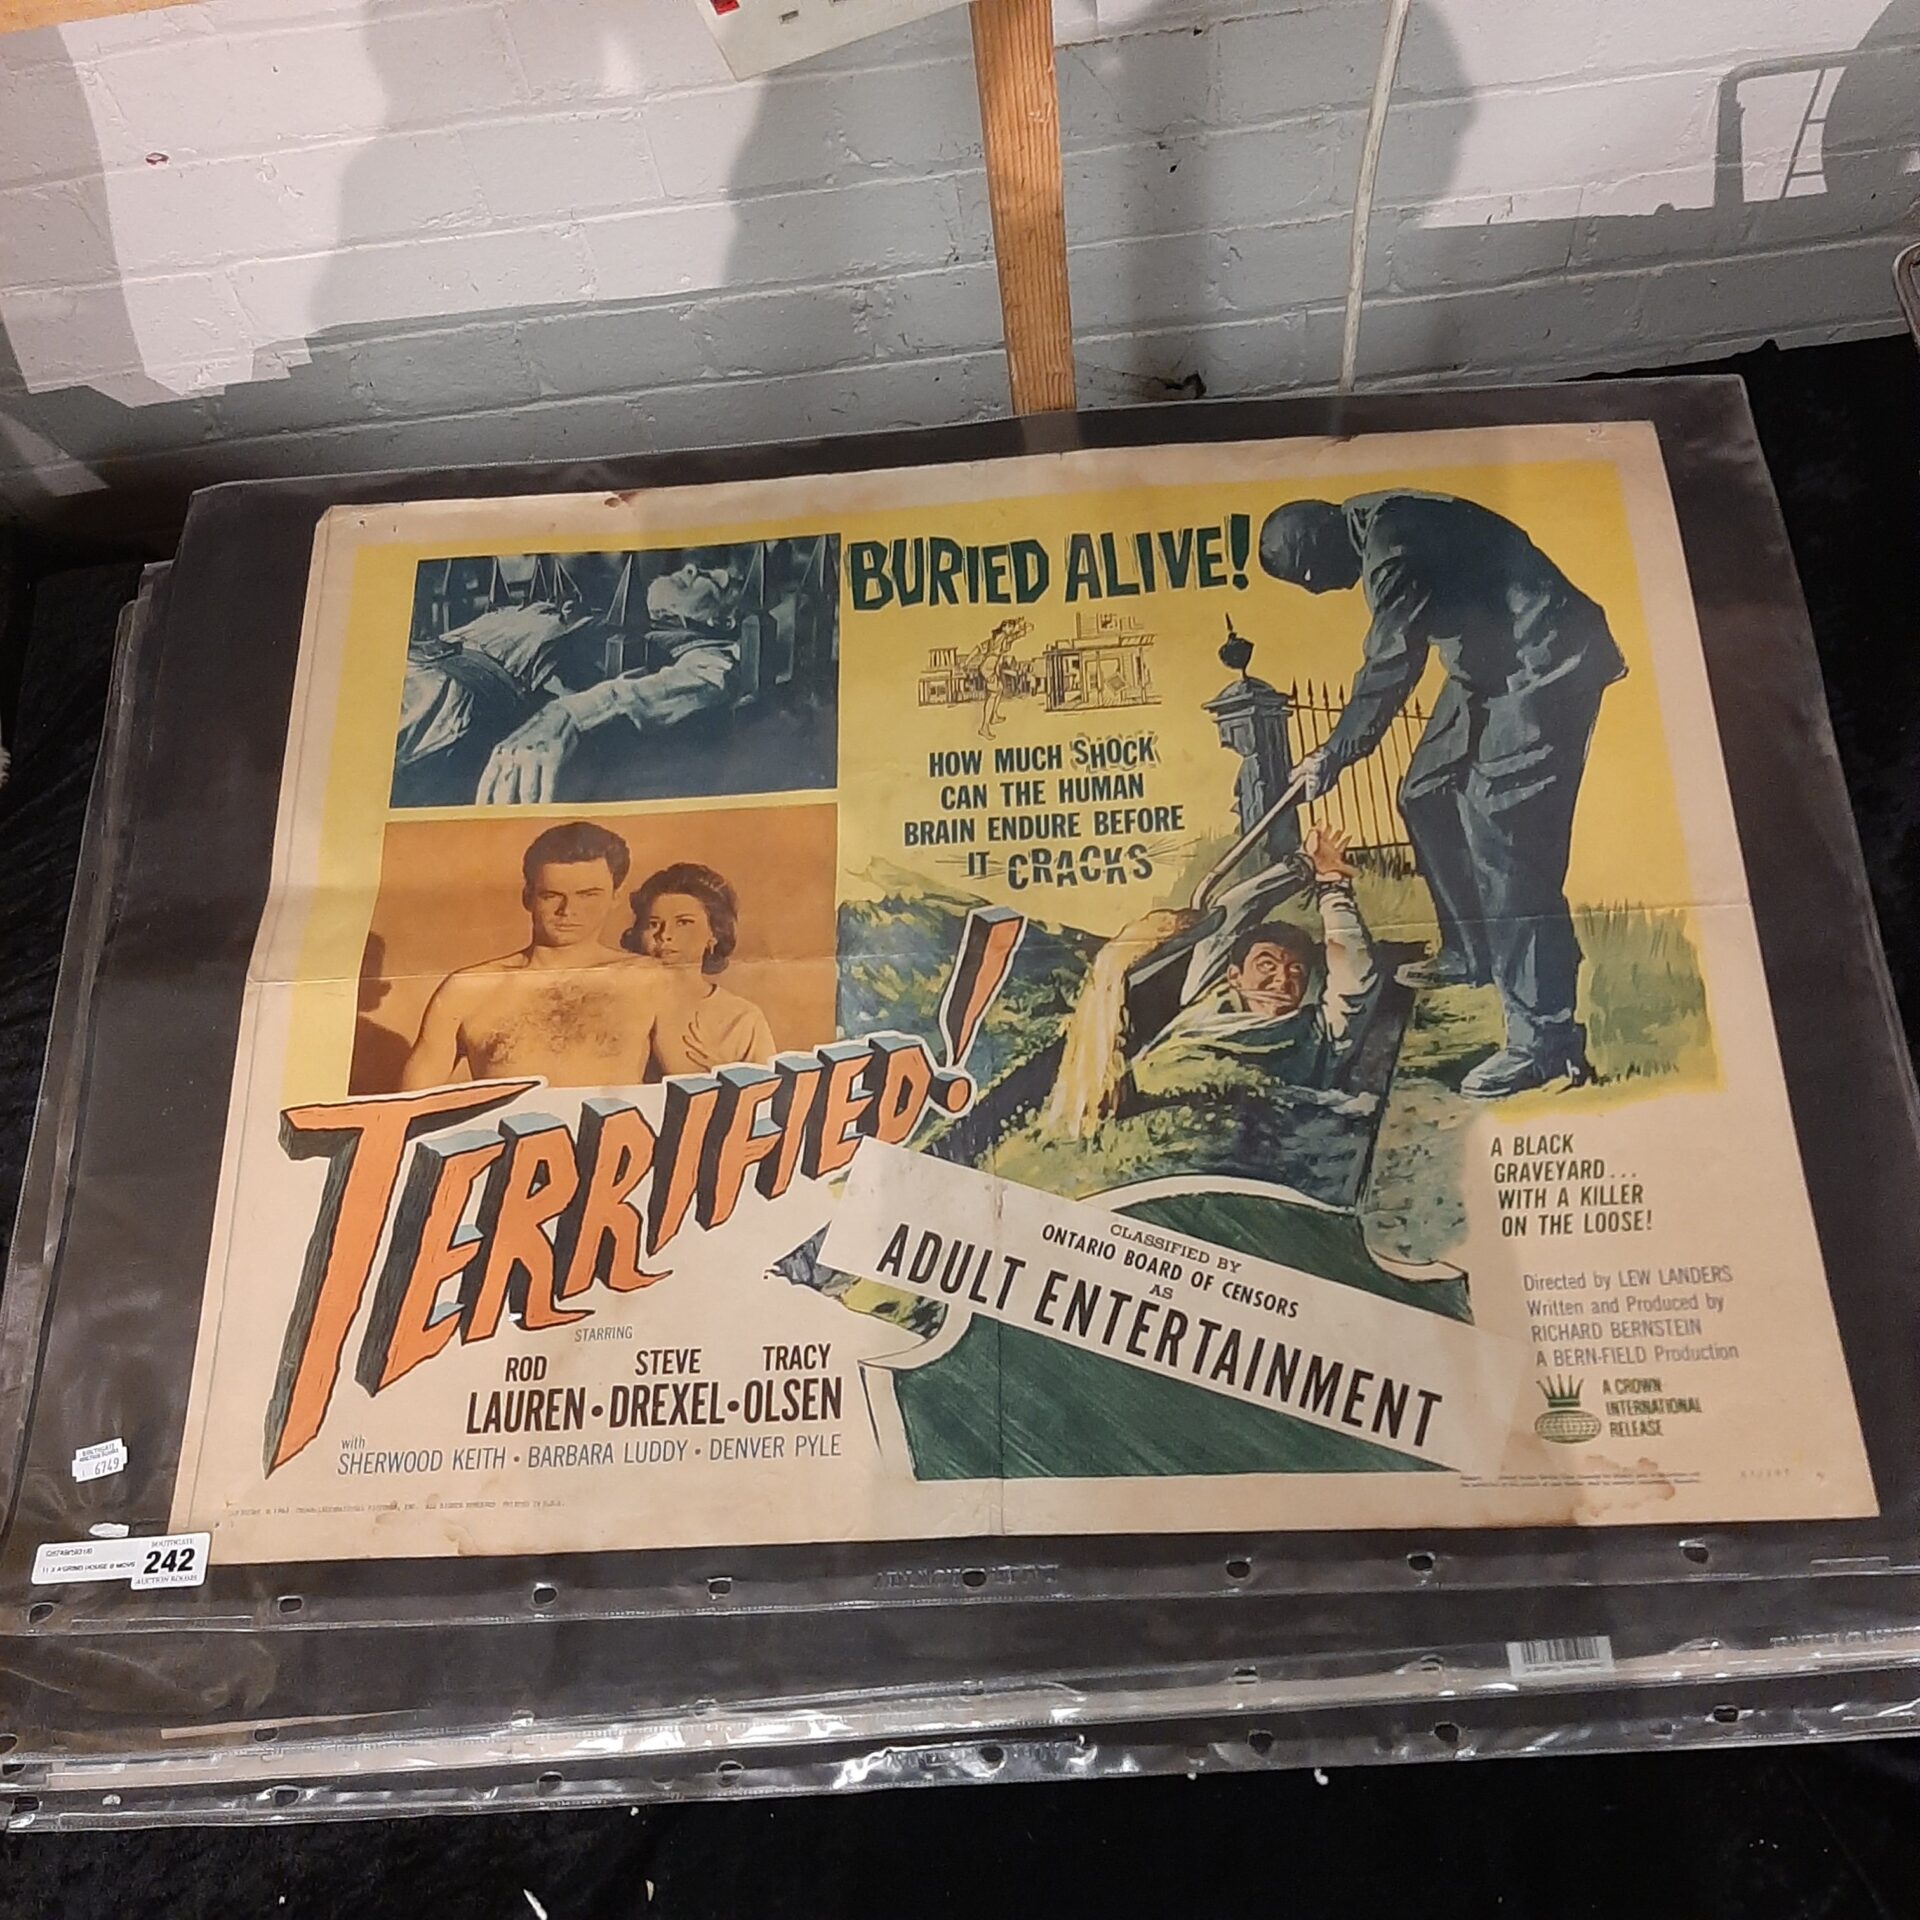 BURIED ALIVE!
HOW MUCH SHOCK
CAN THE HUMAN
BRAIN ENDURE BEFORE
IT CRACKS
TERRIFIED!
A BLACK
GRAVEYARD...
WITH A KILLER
ON THE LOOSE!
CLASSIFIED BY
ONTARIO BOARD OF CENSORS
AS
ADULT ENTERTAINMENT
STARRING
ROD LAUREN • STEVE DREXEL • TRACY OLSEN
with
SHERWOOD KEITH • BARBARA LUDDY • DENVER PYLE
Directed by LEW LANDERS
Written and Produced by
RICHARD BERNSTEIN
A BERN-FIELD Production
A CROWN
INTERNATIONAL
RELEASE
6749
SOUTHGATE
242
AUCTION ROOMS